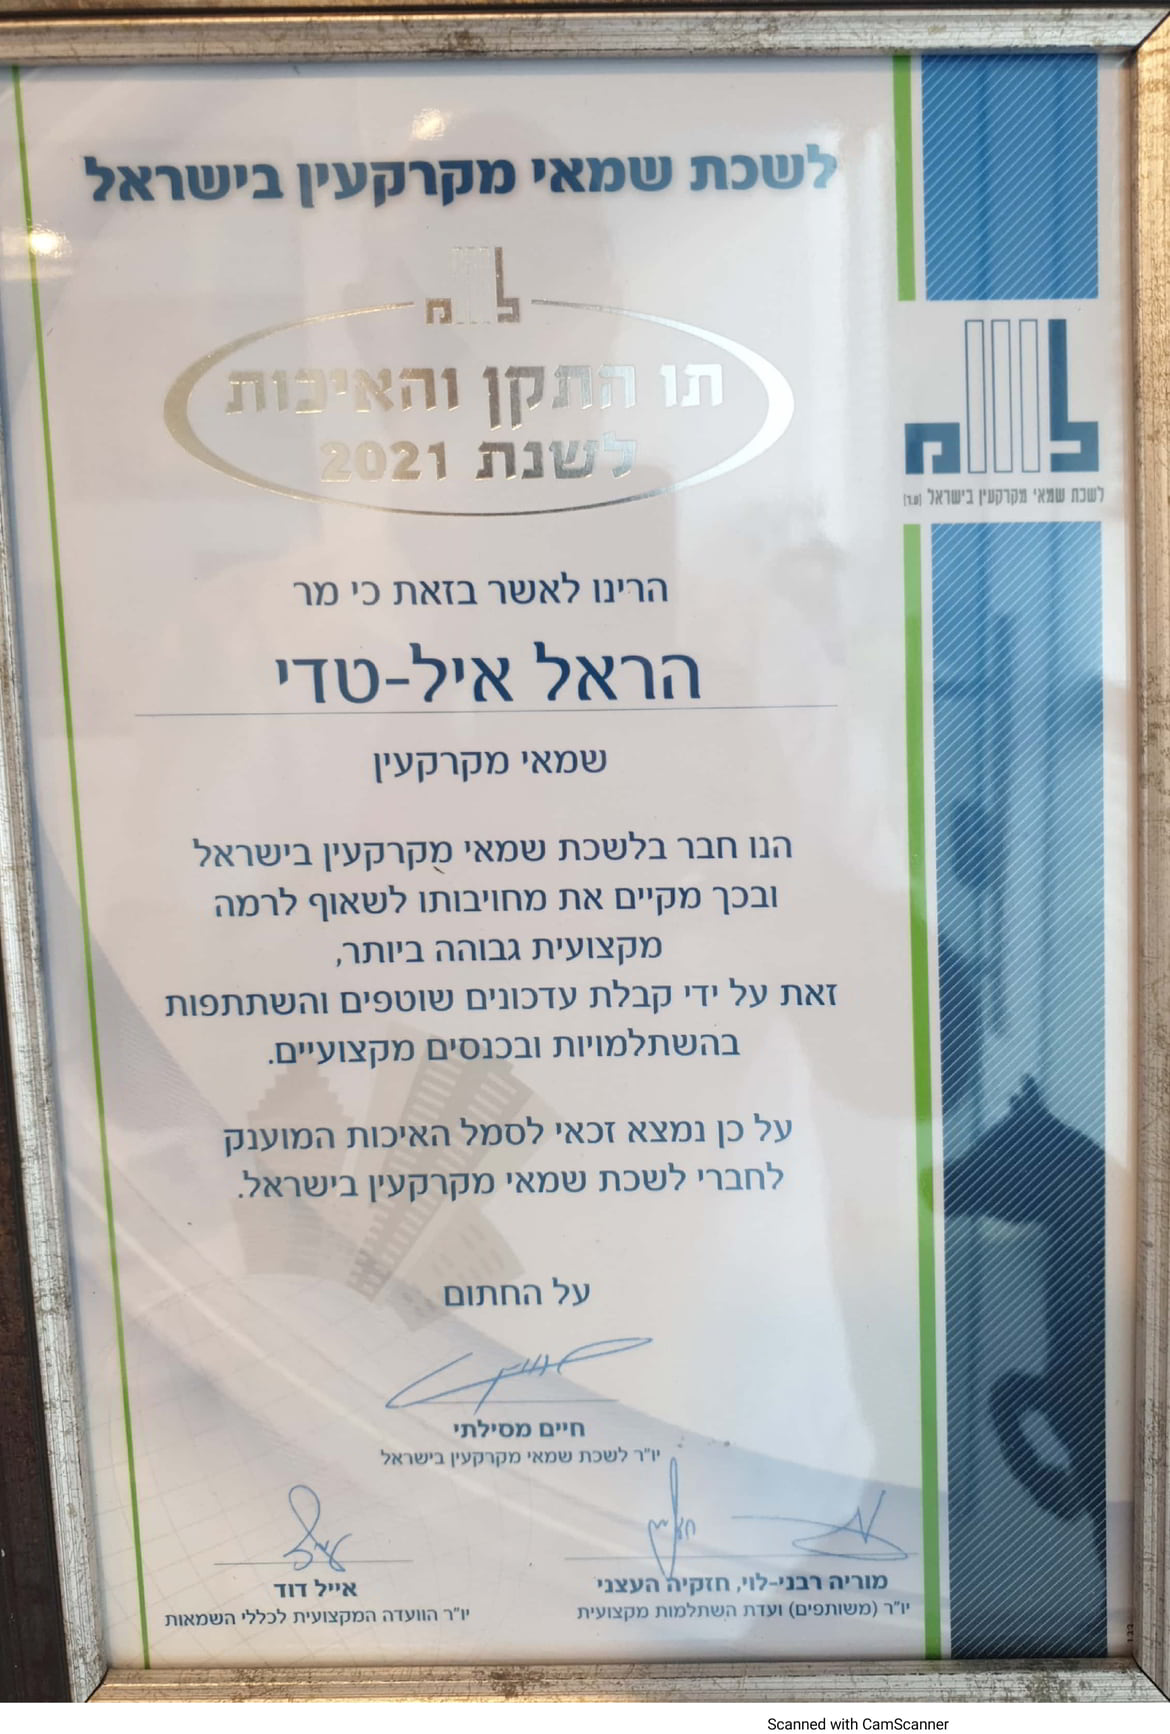 לשכת שמאי מקרקעין בישראל
למ
תו התקן והאיכות
לשנת 2021
למ
לשכת שמאי מקרקעין בישראל (ע.ר)
הרינו לאשר בזאת כי מר
הראל איל-טדי
שמאי מקרקעין
הנו חבר בלשכת שמאי מקרקעין בישראל
ובכך מקיים את מחויבותו לשאוף לרמה
מקצועית גבוהה ביותר,
זאת על ידי קבלת עדכונים שוטפים והשתתפות
בהשתלמויות ובכנסים מקצועיים.
על כן נמצא זכאי לסמל האיכות המוענק
לחברי לשכת שמאי מקרקעין בישראל.
על החתום
חיים מסילתי
יו"ר לשכת שמאי מקרקעין בישראל
מוריה רבני-לוי, חזקיה העצני
יו"ר (משותפים) ועדת השתלמות מקצועית
אייל דוד
יו"ר הוועדה המקצועית לכללי השמאות
Scanned with CamScanner